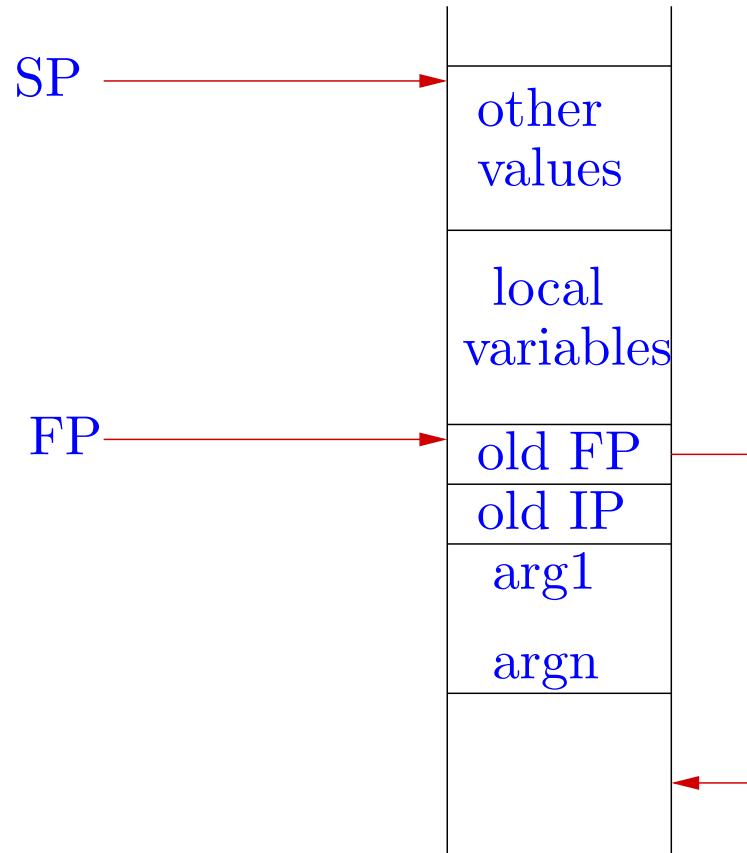 SP
other
values
local
variables
FP
old FP
old IP
arg1
argn